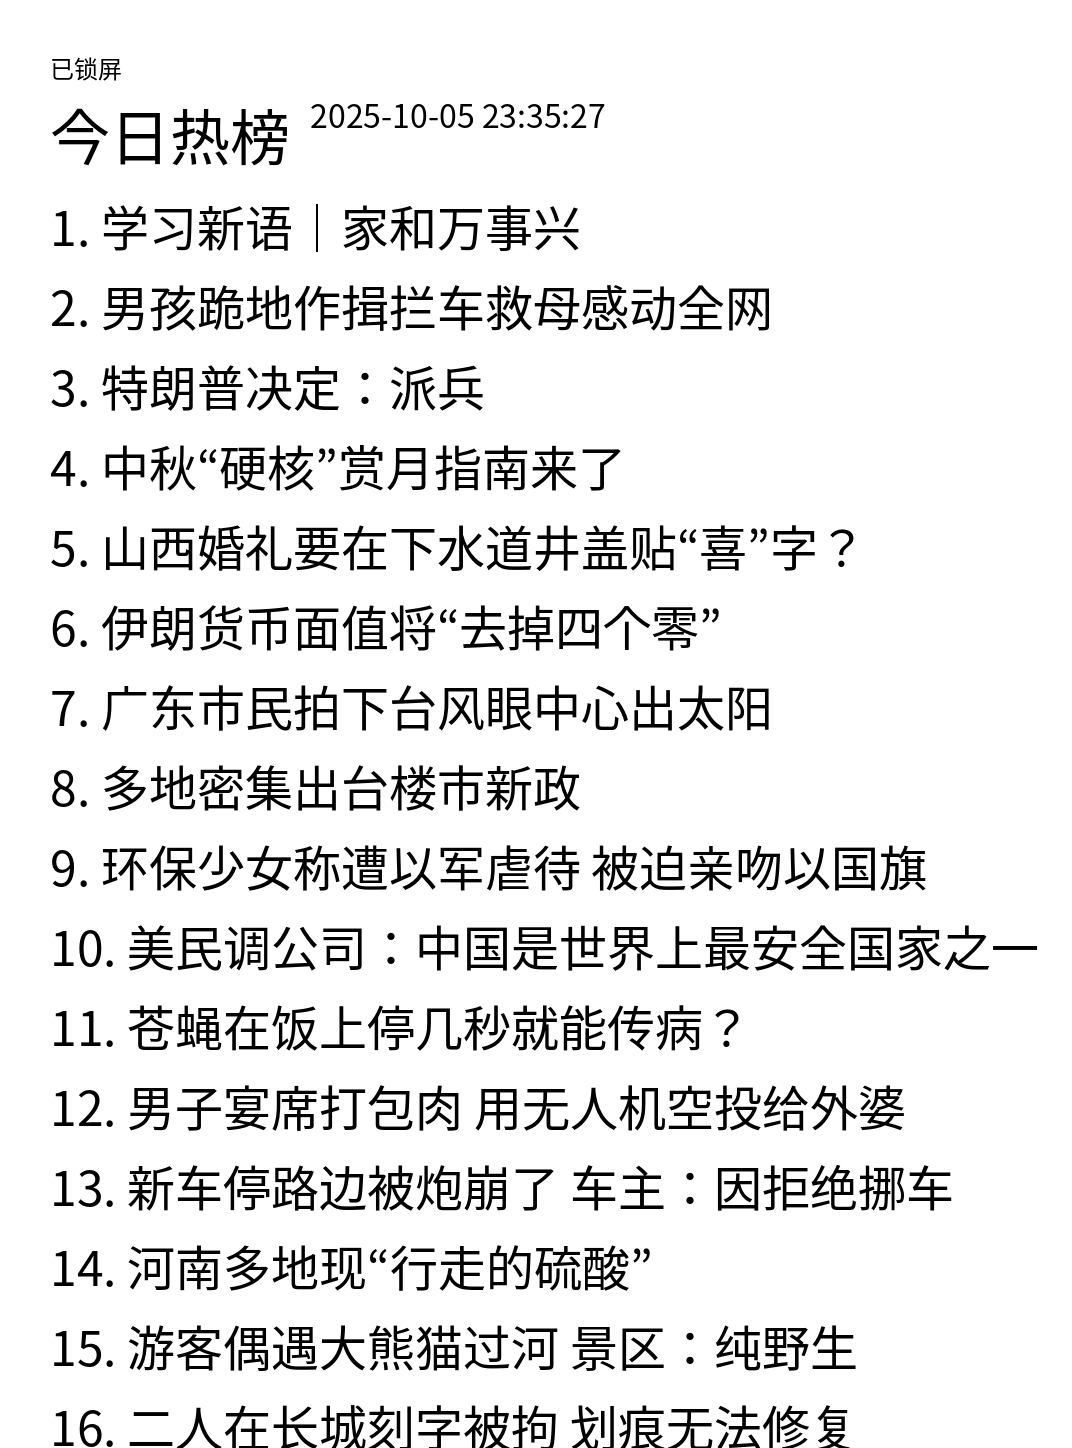 已锁屏
今日热榜 2025-10-05 23:35:27
1. 学习新语｜家和万事兴
2. 男孩跪地作揖拦车救母感动全网
3. 特朗普决定：派兵
4. 中秋“硬核”赏月指南来了
5. 山西婚礼要在下水道井盖贴“喜”字？
6. 伊朗货币面值将“去掉四个零”
7. 广东市民拍下台风眼中心出太阳
8. 多地密集出台楼市新政
9. 环保少女称遭以军虐待 被迫亲吻以国旗
10. 美民调公司：中国是世界上最安全国家之一
11. 苍蝇在饭上停几秒就能传病？
12. 男子宴席打包肉 用无人机空投给外婆
13. 新车停路边被炮崩了 车主：因拒绝挪车
14. 河南多地现“行走的硫酸”
15. 游客偶遇大熊猫过河 景区：纯野生
16. 二人在长城刻字被拘 划痕无法修复